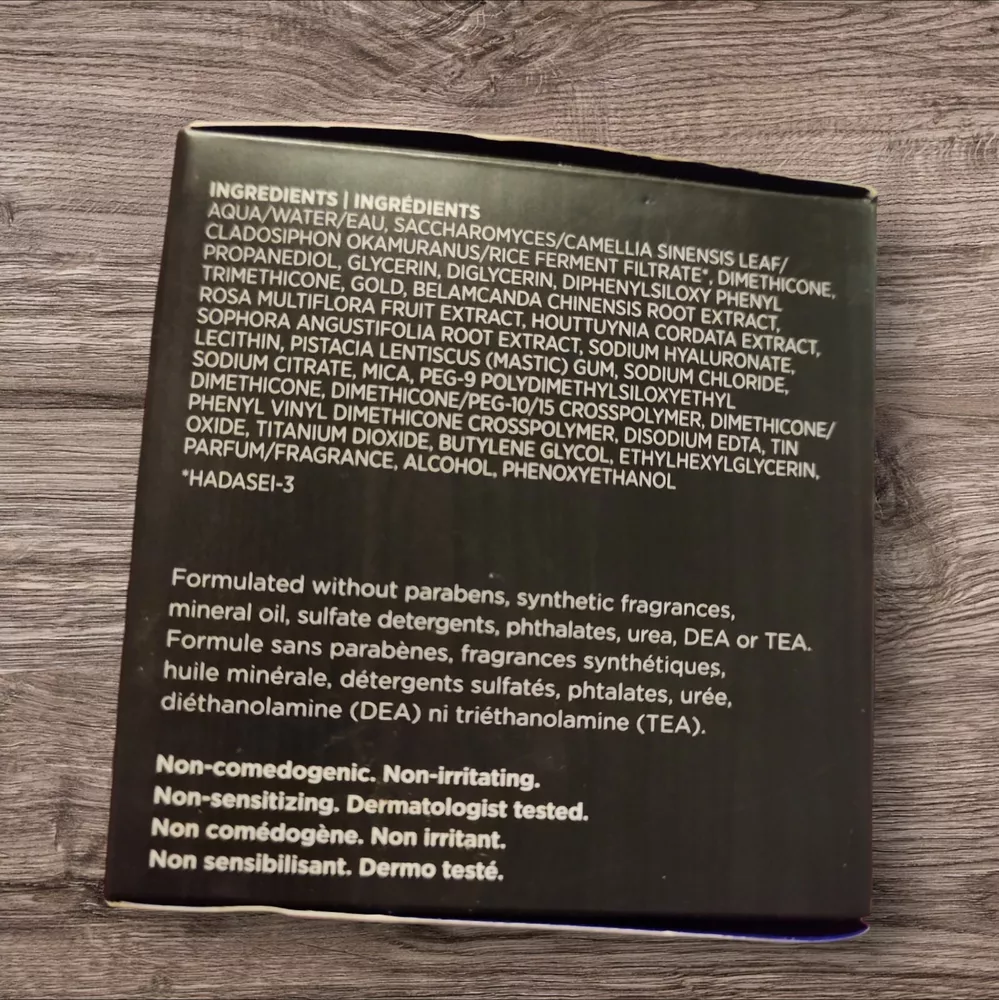 INGREDIENTS | INGRÉDIENTS
AQUA/WATER/EAU, SACCHAROMYCES/CAMELLIA SINENSIS LEAF/
CLADOSIPHON OKAMURANUS/RICE FERMENT FILTRATE*, DIMETHICONE,
PROPANEDIOL, GLYCERIN, DIGLYCERIN, DIPHENYLSILOXY PHENYL
TRIMETHICONE, GOLD, BELAMCANDA CHINENSIS ROOT EXTRACT,
ROSA MULTIFLORA FRUIT EXTRACT, HOUTTUYNIA CORDATA EXTRACT,
SOPHORA ANGUSTIFOLIA ROOT EXTRACT, SODIUM HYALURONATE,
LECITHIN, PISTACIA LENTISCUS (MASTIC) GUM, SODIUM CHLORIDE,
SODIUM CITRATE, MICA, PEG-9 POLYDIMETHYLSILOXYETHYL
DIMETHICONE, DIMETHICONE/PEG-10/15 CROSSPOLYMER, DIMETHICONE/
PHENYL VINYL DIMETHICONE CROSSPOLYMER, DISODIUM EDTA, TIN
OXIDE, TITANIUM DIOXIDE, BUTYLENE GLYCOL, ETHYLHEXYLGLYCERIN,
PARFUM/FRAGRANCE, ALCOHOL, PHENOXYETHANOL
*HADASEI-3
Formulated without parabens, synthetic fragrances,
mineral oil, sulfate detergents, phthalates, urea, DEA or TEA.
Formule sans parabènes, fragrances synthétiques,
huile minérale, détergents sulfatés, phtalates, urée,
diéthanolamine (DEA) ni triéthanolamine (TEA).
Non-comedogenic. Non-irritating.
Non-sensitizing. Dermatologist tested.
Non comédogène. Non irritant.
Non sensibilisant. Dermo testé.